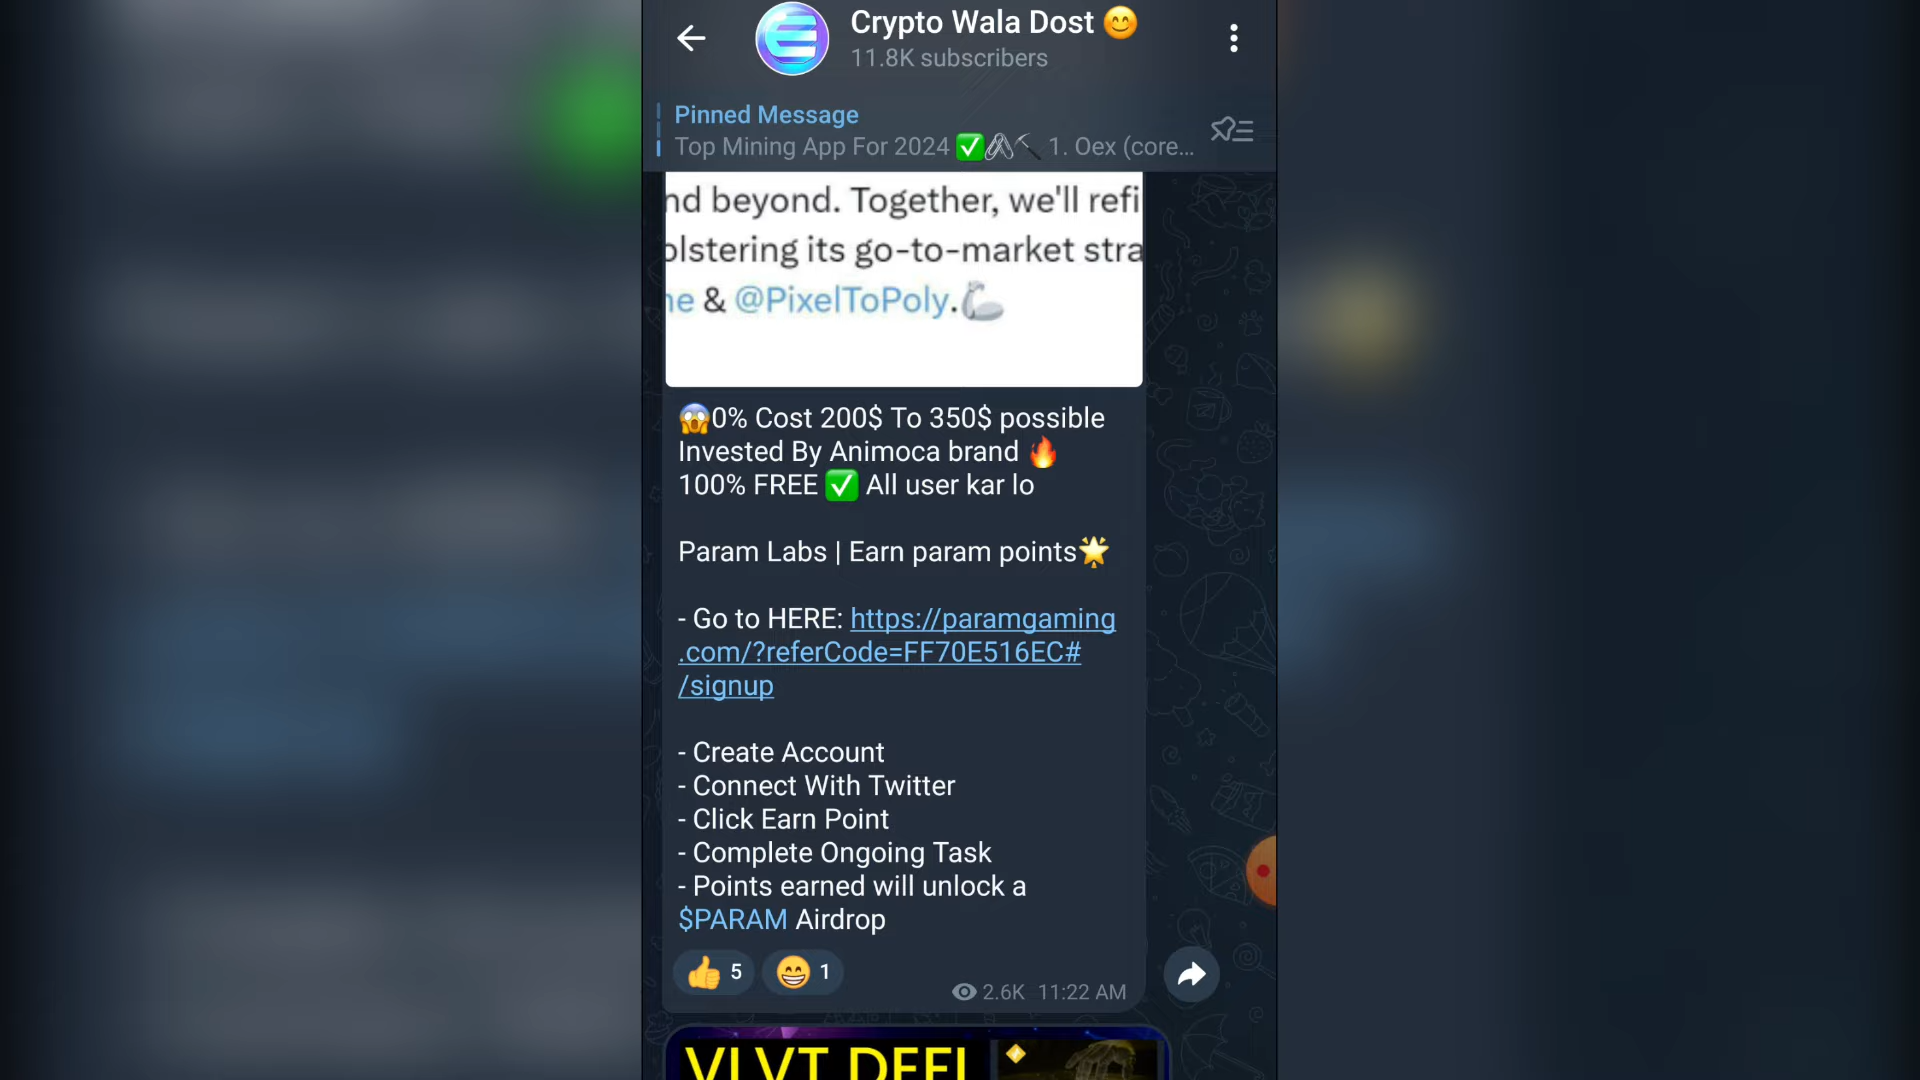 Crypto Wala Dost 😊
11.8K subscribers
Pinned Message
Top Mining App For 2024 ✅🖇⛏ 1. Oex (core...
nd beyond. Together, we'll refi
olstering its go-to-market stra
ne & @PixelToPoly.🦾
😱0% Cost 200$ To 350$ possible
Invested By Animoca brand 🔥
100% FREE ✅ All user kar lo
Param Labs | Earn param points🌟
- Go to HERE: https://paramgaming
.com/?referCode=FF70E516EC#
/signup
- Create Account
- Connect With Twitter
- Click Earn Point
- Complete Ongoing Task
- Points earned will unlock a
$PARAM Airdrop
👍 5 😁 1
2.6K 11:22 AM
VLVT DEFI